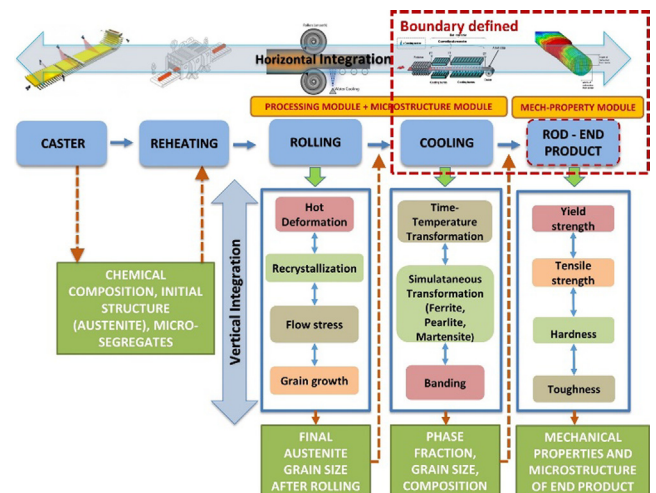 Boundary defined
Horizontal Integration
PROCESSING MODULE + MICROSTRUCTURE MODULE
MECH-PROPERTY MODULE
CASTER
REHEATING
ROLLING
COOLING
ROD - END
PRODUCT
Vertical Integration
CHEMICAL
COMPOSITION, INITIAL
STRUCTURE
(AUSTENITE), MICRO-
SEGREGATES
Hot
Deformation
Recrystallization
Flow stress
Grain growth
Time-
Temperature
Transformation
Simulataneous
Transformation
(Ferrite,
Pearlite,
Martensite)
Banding
Yield
strength
Tensile
strength
Hardness
Toughness
FINAL
AUSTENITE
GRAIN SIZE
AFTER ROLLING
PHASE
FRACTION,
GRAIN SIZE,
COMPOSITION
MECHANICAL
PROPERTIES AND
MICROSTRUCTURE
OF END PRODUCT